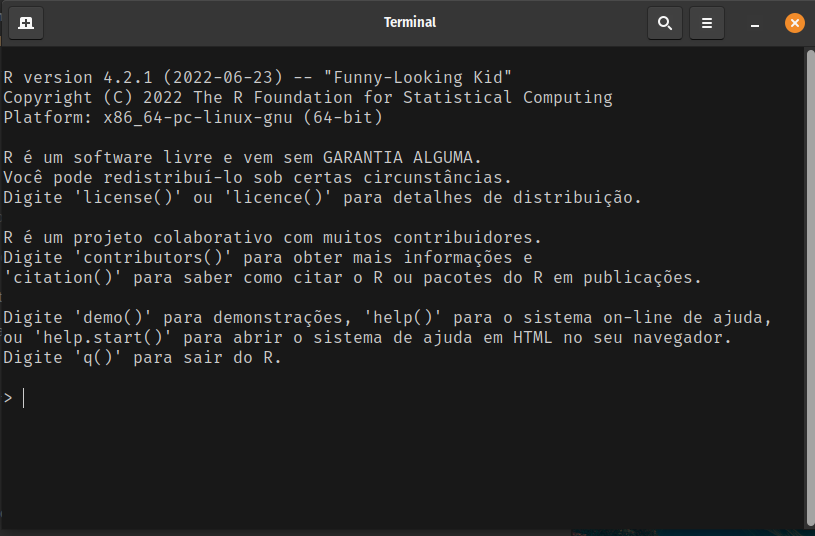 Terminal
R version 4.2.1 (2022-06-23) -- "Funny-Looking Kid"
Copyright (C) 2022 The R Foundation for Statistical Computing
Platform: x86_64-pc-linux-gnu (64-bit)
R é um software livre e vem sem GARANTIA ALGUMA.
Você pode redistribuí-lo sob certas circunstâncias.
Digite 'license()' ou 'licence()' para detalhes de distribuição.
R é um projeto colaborativo com muitos contribuidores.
Digite 'contributors()' para obter mais informações e
'citation()' para saber como citar o R ou pacotes do R em publicações.
Digite 'demo()' para demonstrações, 'help()' para o sistema on-line de ajuda,
ou 'help.start()' para abrir o sistema de ajuda em HTML no seu navegador.
Digite 'q()' para sair do R.
>